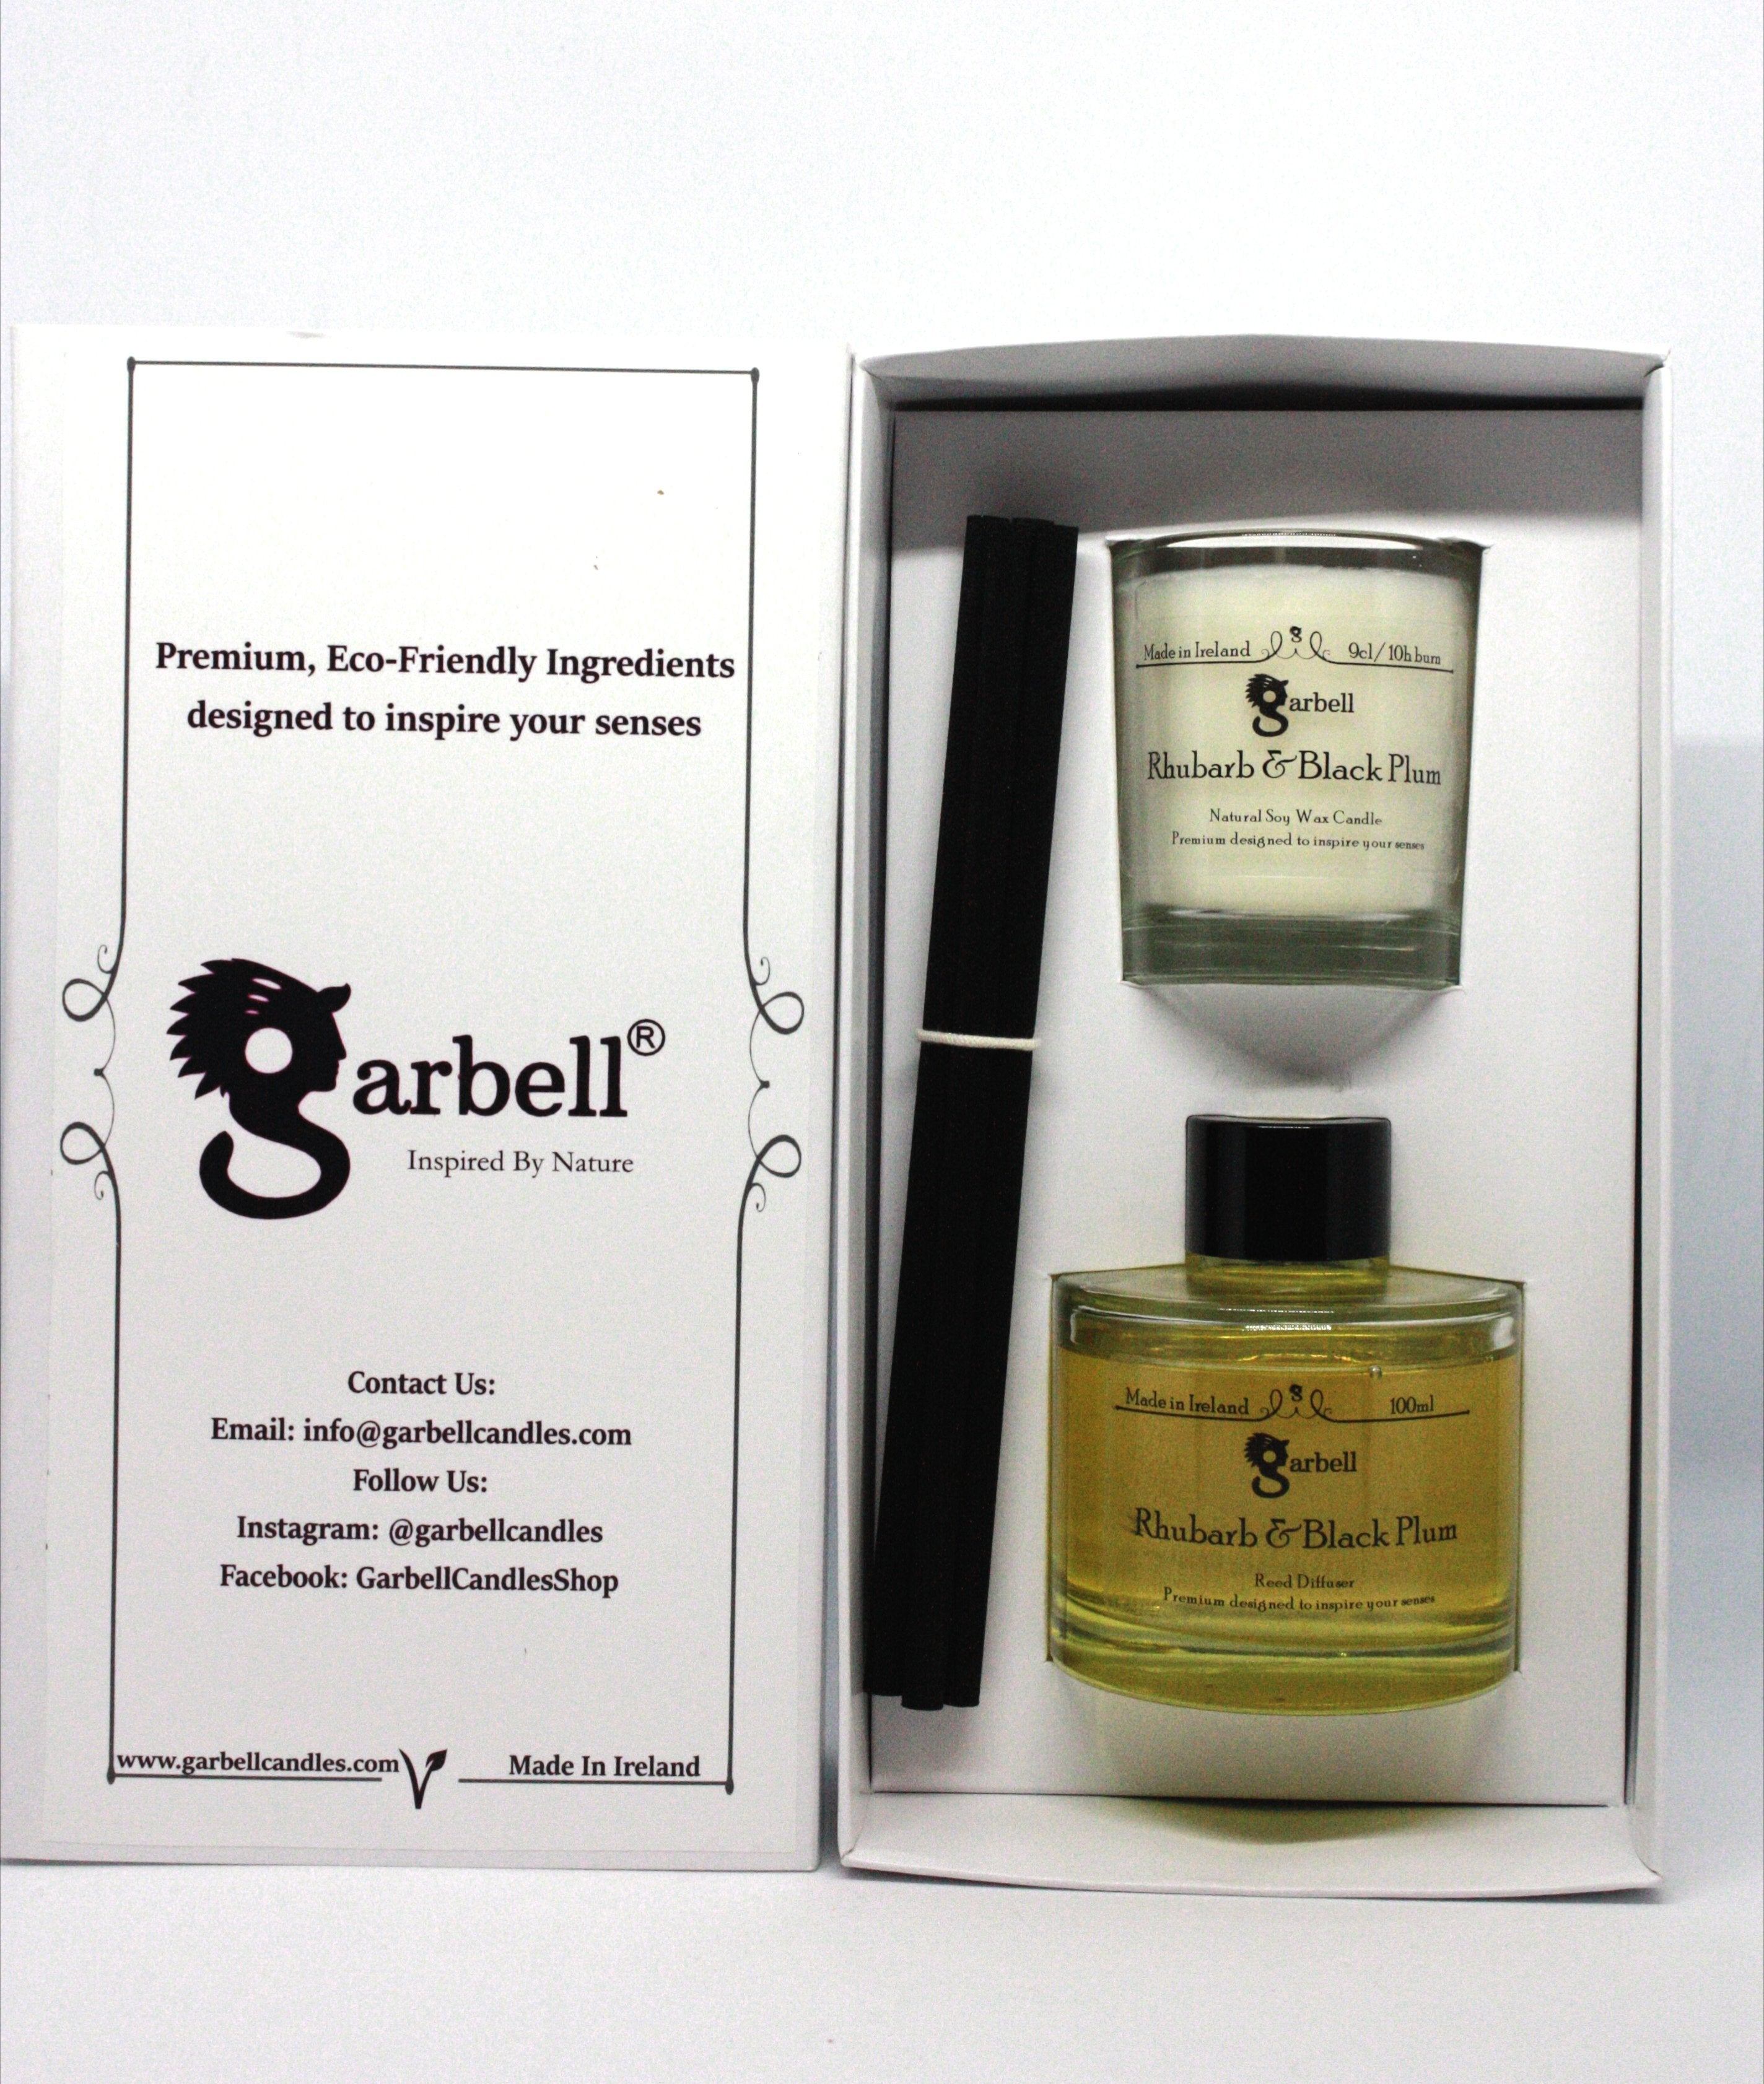 Premium, Eco-Friendly Ingredients
designed to inspire your senses
garbell®
Inspired By Nature
Contact Us:
Email: info@garbellcandles.com
Follow Us:
Instagram: @garbellcandles
Facebook: GarbellCandlesShop
www.garbellcandles.com
Made In Ireland
Made in Ireland 9cl/10h burn
garbell
Rhubarb & Black Plum
Natural Soy Wax Candle
Premium designed to inspire your senses
Made in Ireland 100ml
garbell
Rhubarb & Black Plum
Reed Diffuser
Premium designed to inspire your senses